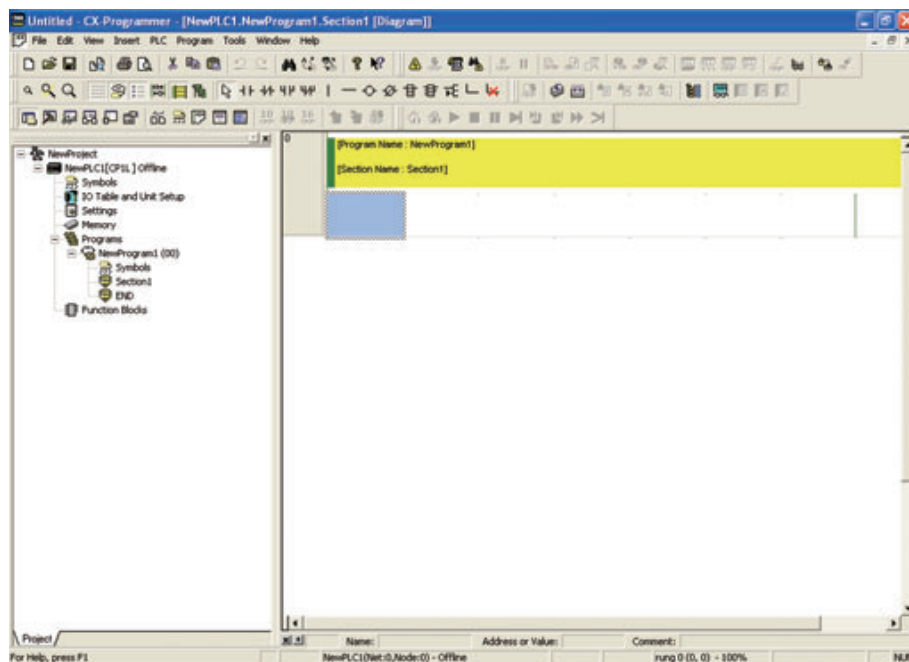 Untitled - CX-Programmer - [NewPLC1.NewProgram1.Section1 [Diagram]]
File Edit View Insert PLC Program Tools Window Help
0
[Program Name : NewProgram1]
[Section Name : Section1]
NewProject
NewPLC1[CP1L] Offline
Symbols
IO Table and Unit Setup
Settings
Memory
Programs
NewProgram1 (00)
Symbols
Section1
END
Function Blocks
Project
Name: Address or Value: Comment:
For Help, press F1
NewPLC1(Net:0,Node:0) - Offline
rung 0 (0, 0) - 100%
NUM